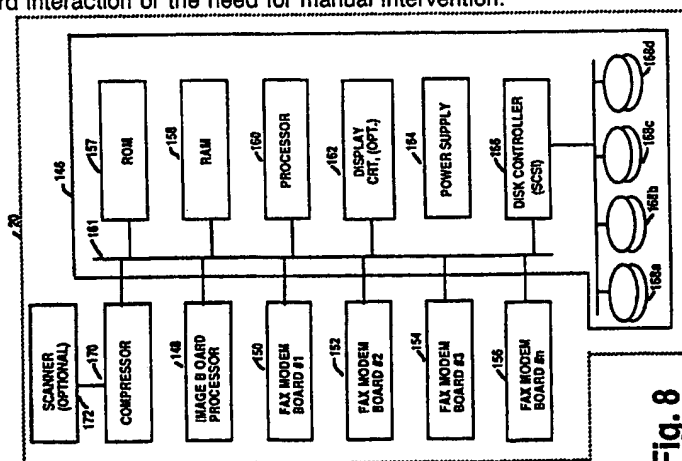 rd interaction or the need for manual intervention.
20
146
157
ROM
158
RAM
160
PROCESSOR
162
DISPLAY
CRT, (OPT.)
164
POWER SUPPLY
166
DISK CONTROLLER
(SCSI)
161
168a
168b
168c
168d
SCANNER
(OPTIONAL)
172
170
COMPRESSOR
148
IMAGE B OARD
PROCESSOR
150
FAX MODEM
BOARD #1
152
FAX MODEM
BOARD #2
154
FAX MODEM
BOARD #3
156
FAX MODEM
BOARD #n
Fig. 8